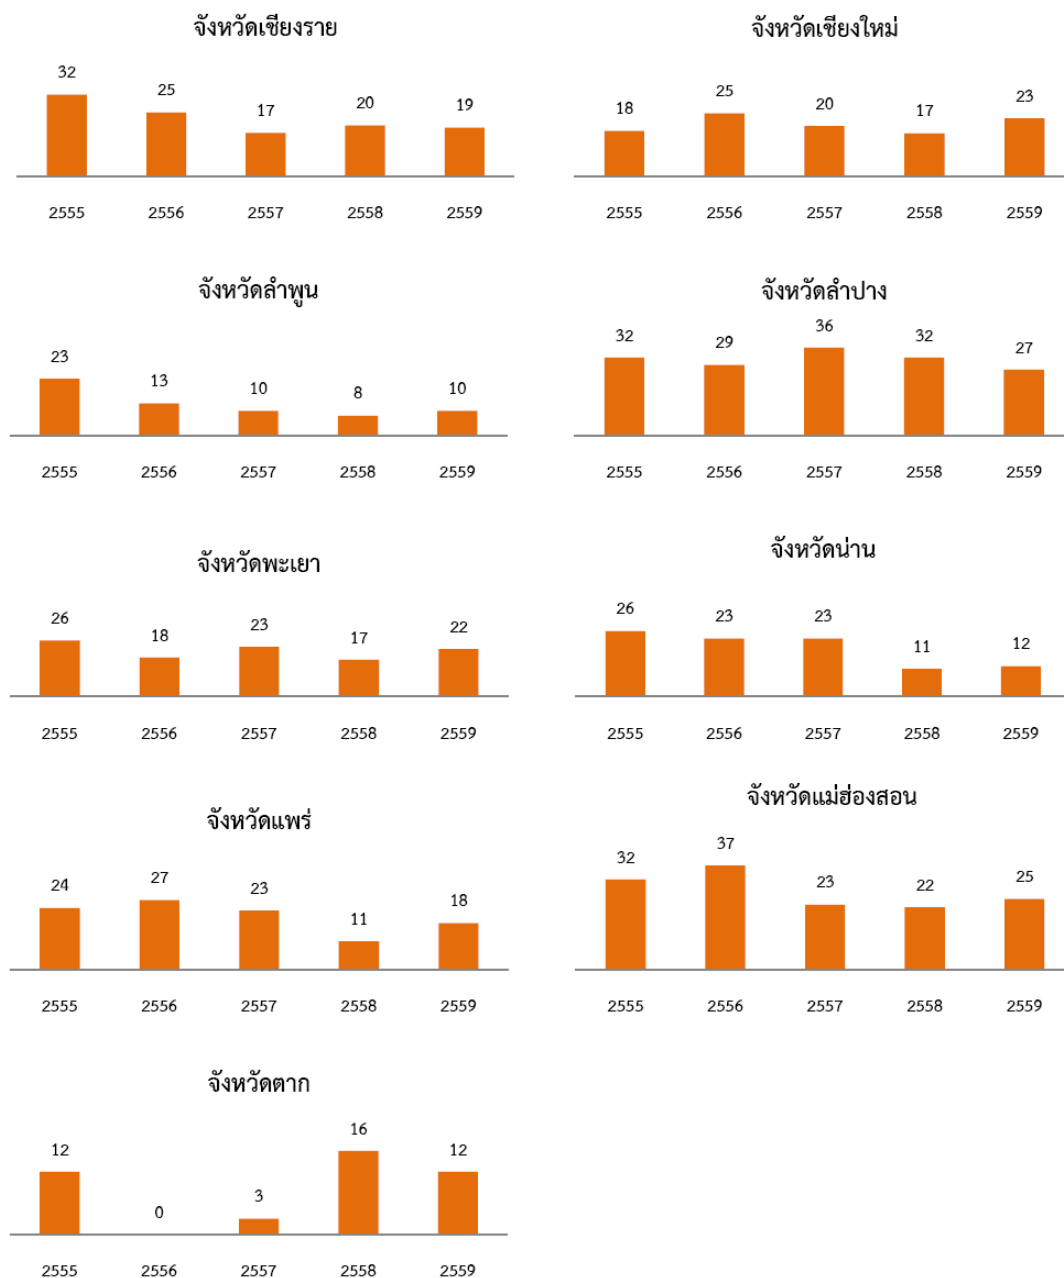 จังหวัดเชียงราย
32 25 17 20 19
2555 2556 2557 2558 2559
จังหวัดเชียงใหม่
18 25 20 17 23
2555 2556 2557 2558 2559
จังหวัดลำพูน
23 13 10 8 10
2555 2556 2557 2558 2559
จังหวัดลำปาง
32 29 36 32 27
2555 2556 2557 2558 2559
จังหวัดพะเยา
26 18 23 17 22
2555 2556 2557 2558 2559
จังหวัดน่าน
26 23 23 11 12
2555 2556 2557 2558 2559
จังหวัดแพร่
24 27 23 11 18
2555 2556 2557 2558 2559
จังหวัดแม่ฮ่องสอน
32 37 23 22 25
2555 2556 2557 2558 2559
จังหวัดตาก
12 0 3 16 12
2555 2556 2557 2558 2559